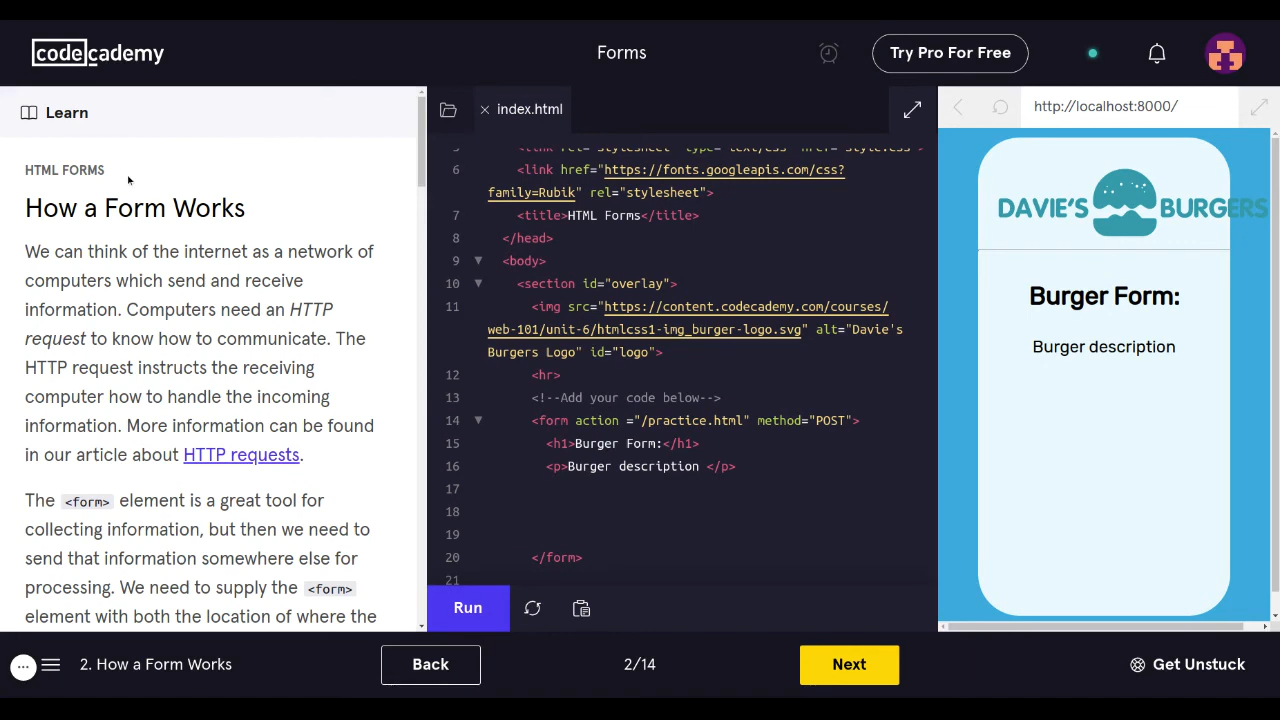 codecademy
Forms
Try Pro For Free
Learn
HTML FORMS
How a Form Works
We can think of the internet as a network of
computers which send and receive
information. Computers need an HTTP
request to know how to communicate. The
HTTP request instructs the receiving
computer how to handle the incoming
information. More information can be found
in our article about HTTP requests.
The <form> element is a great tool for
collecting information, but then we need to
send that information somewhere else for
processing. We need to supply the <form>
element with both the location of where the
index.html
5 <link rel="stylesheet" type="text/css" href="style.css">
6 <link href="https://fonts.googleapis.com/css?
family=Rubik" rel="stylesheet">
7 <title>HTML Forms</title>
8 </head>
9 <body>
10 <section id="overlay">
11 <img src="https://content.codecademy.com/courses/
web-101/unit-6/htmlcss1-img_burger-logo.svg" alt="Davie's
Burgers Logo" id="logo">
12 <hr>
13 <!--Add your code below-->
14 <form action ="/practice.html" method="POST">
15 <h1>Burger Form:</h1>
16 <p>Burger description </p>
17
18
19
20 </form>
21
Run
http://localhost:8000/
DAVIE'S BURGERS
Burger Form:
Burger description
2. How a Form Works
Back
2/14
Next
Get Unstuck